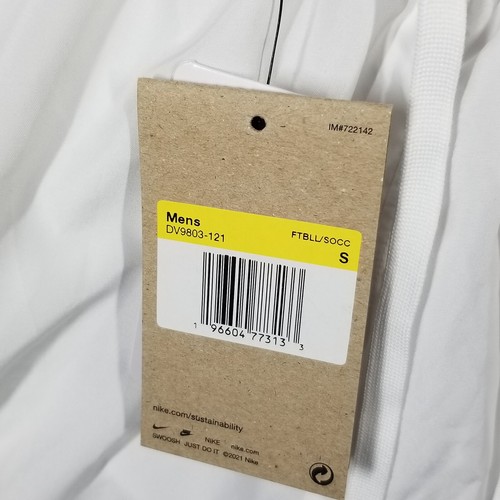 IM#722142
Mens
DV9803-121 FTBLL/SOCC
S
1 96604 77313 3
nike.com/sustainability
NIKE nike.com
SWOOSH JUST DO IT ©2021 Nike